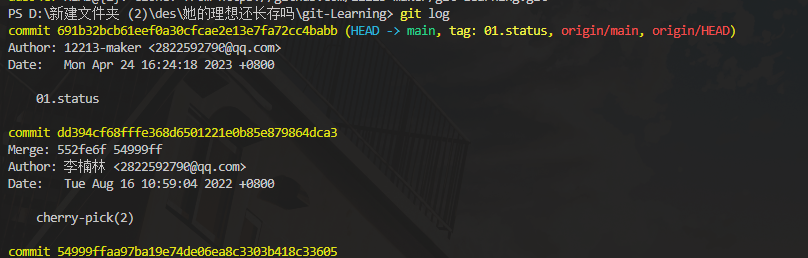 PS D:\新建文件夹 (2)\des\她的理想还长存吗\git-Learning> git log
commit 691b32bcb61eef0a30cfcae2e13e7fa72cc4babb (HEAD -> main, tag: 01.status, origin/main, origin/HEAD)
Author: 12213-maker <2822592790@qq.com>
Date:   Mon Apr 24 16:24:18 2023 +0800
01.status
commit dd394cf68fffe368d6501221e0b85e879864dca3
Merge: 552fe6f 54999ff
Author: 李楠林 <2822592790@qq.com>
Date:   Tue Aug 16 10:59:04 2022 +0800
cherry-pick(2)
commit 54999ffaa97ba19e74de06ea8c3303b418c33605